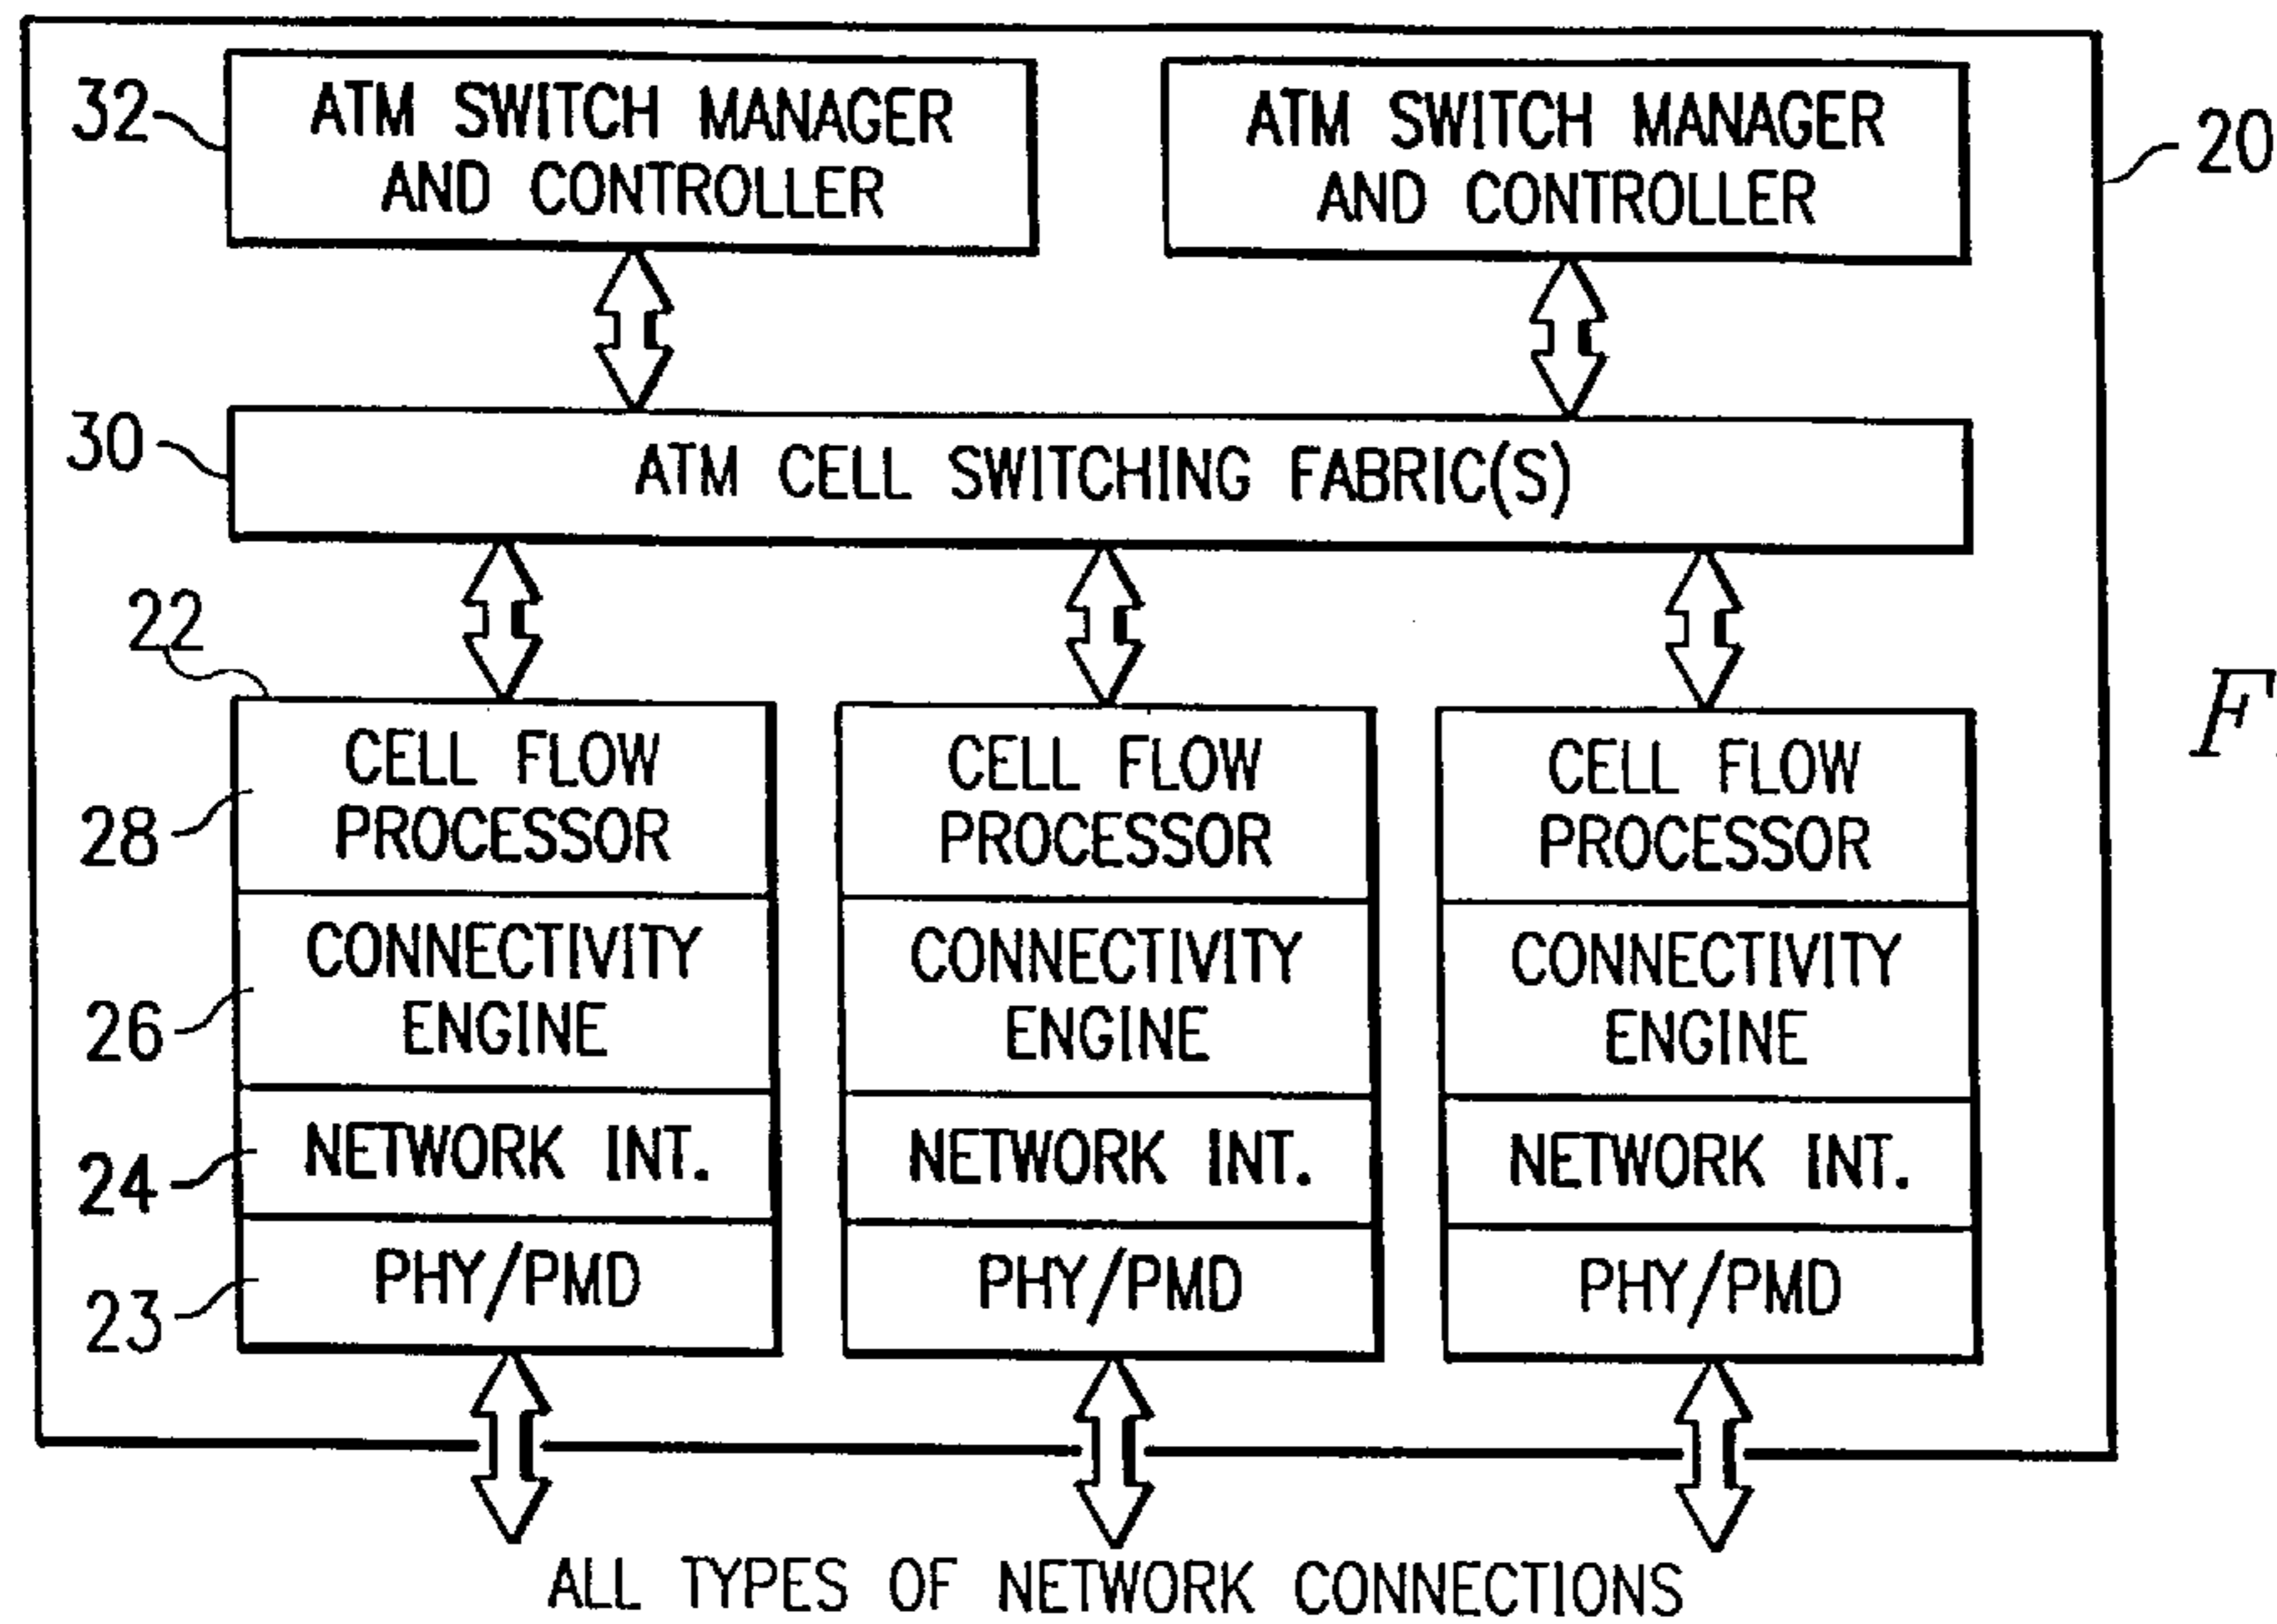 32
ATM SWITCH MANAGER
AND CONTROLLER
ATM SWITCH MANAGER
AND CONTROLLER
20
30
ATM CELL SWITCHING FABRIC(S)
22
28
CELL FLOW
PROCESSOR
CELL FLOW
PROCESSOR
CELL FLOW
PROCESSOR
F
26
CONNECTIVITY
ENGINE
CONNECTIVITY
ENGINE
CONNECTIVITY
ENGINE
24
NETWORK INT.
NETWORK INT.
NETWORK INT.
23
PHY/PMD
PHY/PMD
PHY/PMD
ALL TYPES OF NETWORK CONNECTIONS